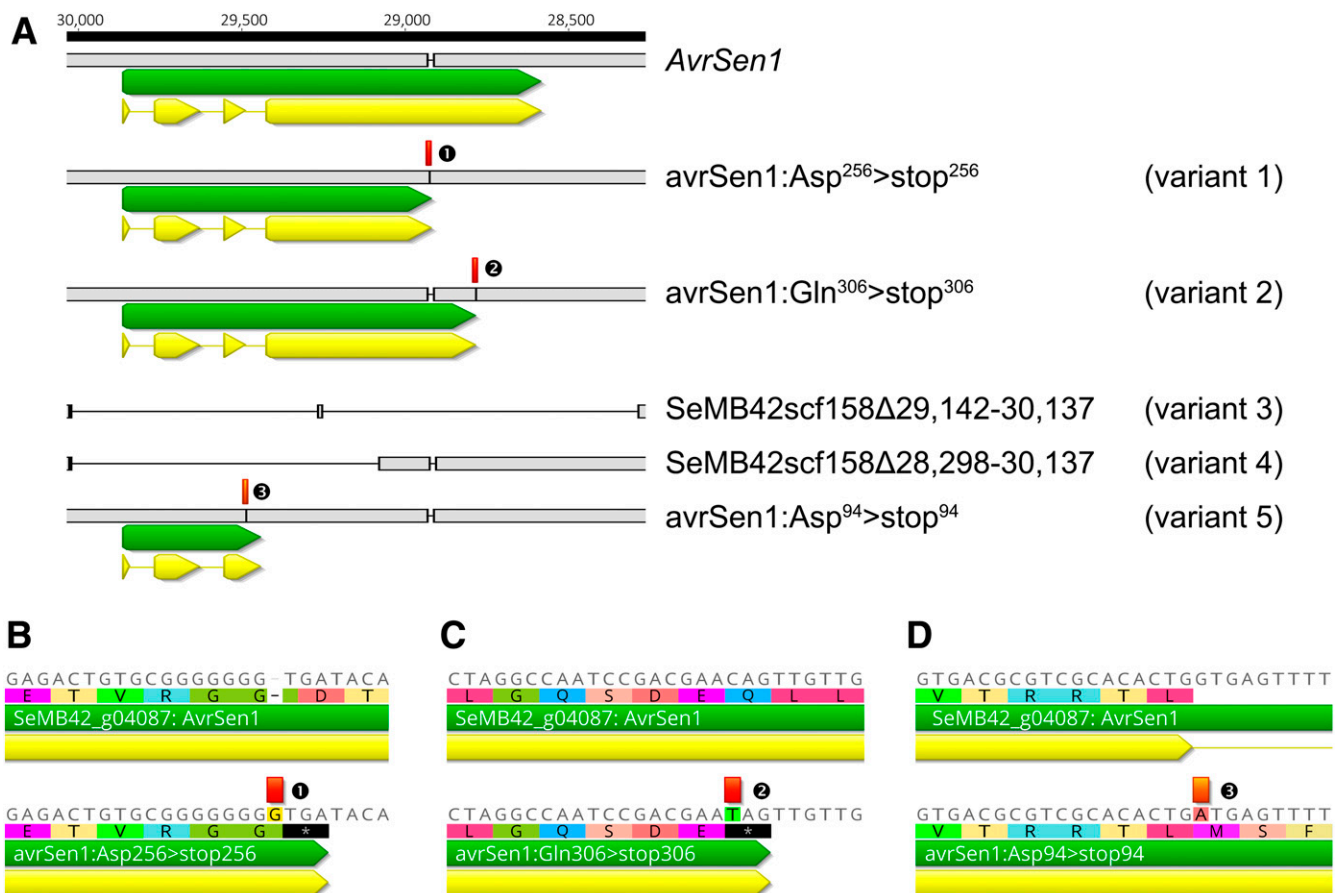 A
30,000 29,500 29,000 28,500
AvrSen1
❶
avrSen1:Asp²⁵⁶>stop²⁵⁶ (variant 1)
❷
avrSen1:Gln³⁰⁶>stop³⁰⁶ (variant 2)
SeMB42scf158Δ29,142-30,137 (variant 3)
SeMB42scf158Δ28,298-30,137 (variant 4)
❸
avrSen1:Asp⁹⁴>stop⁹⁴ (variant 5)
B
GAGACTGTGCGGGGGGG-TGATACA
E T V R G G - D T
SeMB42_g04087: AvrSen1
❶
GAGACTGTGCGGGGGGGGTGATACA
E T V R G G *
avrSen1:Asp256>stop256
C
CTAGGCCAATCCGACGAACAGTTGTTG
L G Q S D E Q L L
SeMB42_g04087: AvrSen1
❷
CTAGGCCAATCCGACGAATAGTTGTTG
L G Q S D E *
avrSen1:Gln306>stop306
D
GTGACGCGTCGCACACTGGTGAGTTTT
V T R R T L
SeMB42_g04087: AvrSen1
❸
GTGACGCGTCGCACACTGATGAGTTTT
V T R R T L M S F
avrSen1:Asp94>stop94